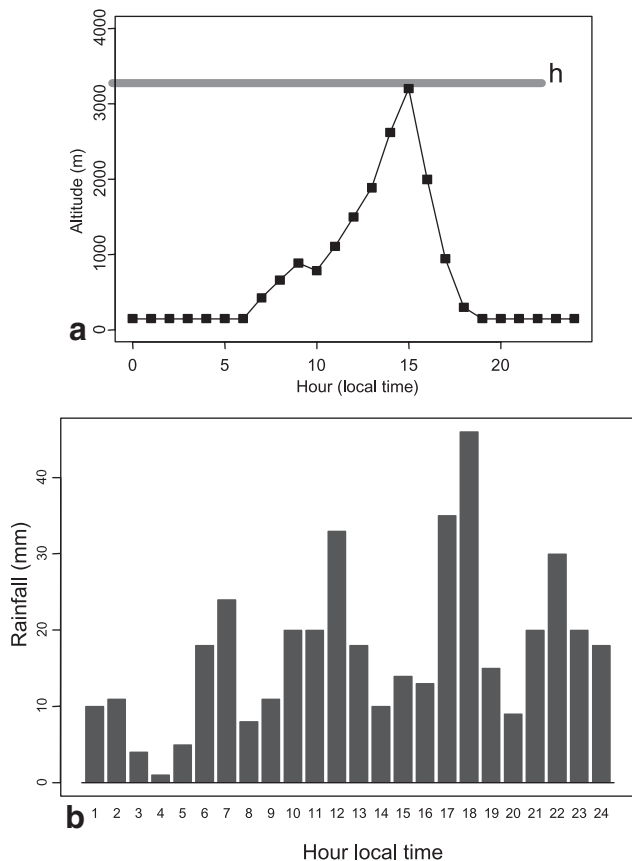 4000
h
3000
Altitude (m)
2000
1000
0
a
0 5 10 15 20
Hour (local time)
40
30
Rainfall (mm)
20
10
0
b
1 2 3 4 5 6 7 8 9 10 11 12 13 14 15 16 17 18 19 20 21 22 23 24
Hour local time